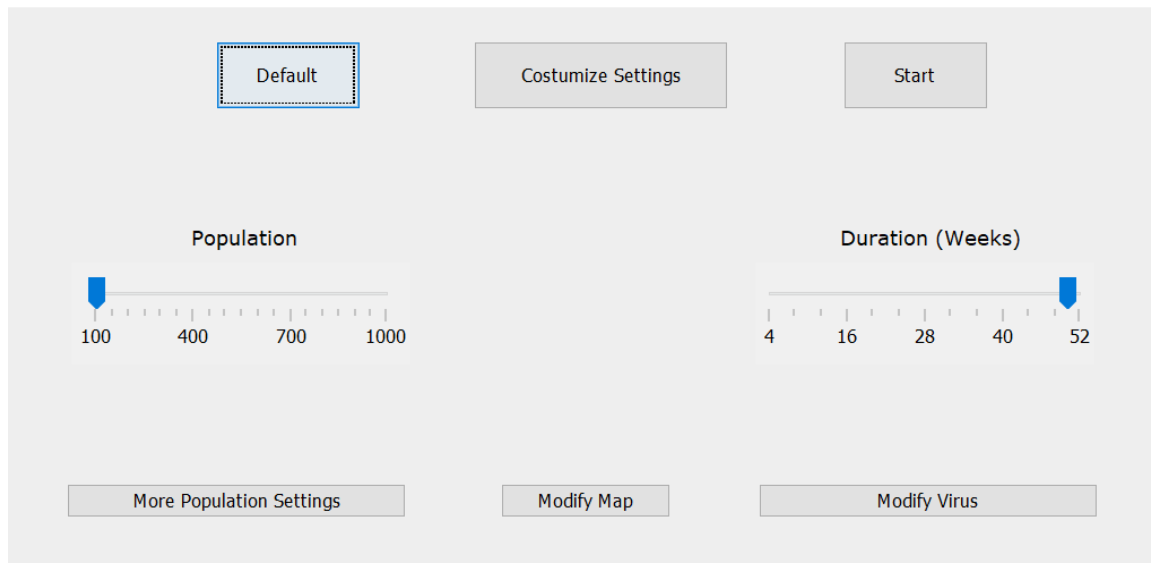 Default
Costumize Settings
Start
Population
Duration (Weeks)
100 400 700 1000
4 16 28 40 52
More Population Settings
Modify Map
Modify Virus